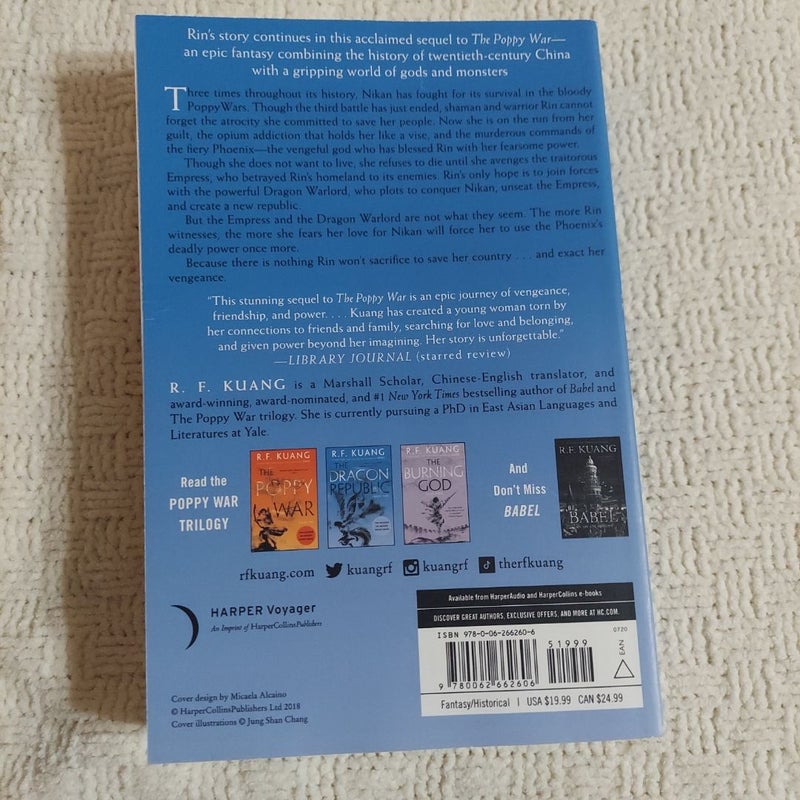 Rin's story continues in this acclaimed sequel to The Poppy War—
an epic fantasy combining the history of twentieth-century China
with a gripping world of gods and monsters
Three times throughout its history, Nikan has fought for its survival in the bloody
Poppy Wars. Though the third battle has just ended, shaman and warrior Rin cannot
forget the atrocity she committed to save her people. Now she is on the run from her
guilt, the opium addiction that holds her like a vise, and the murderous commands of
the fiery Phoenix—the vengeful god who has blessed Rin with her fearsome power.
Though she does not want to live, she refuses to die until she avenges the traitorous
Empress, who betrayed Rin's homeland to its enemies. Rin's only hope is to join forces
with the powerful Dragon Warlord, who plots to conquer Nikan, unseat the Empress,
and create a new republic.
But the Empress and the Dragon Warlord are not what they seem. The more Rin
witnesses, the more she fears her love for Nikan will force her to use the Phoenix's
deadly power once more.
Because there is nothing Rin won't sacrifice to save her country . . . and exact her
vengeance.
"This stunning sequel to The Poppy War is an epic journey of vengeance,
friendship, and power. . . . Kuang has created a young woman torn by
her connections to friends and family, searching for love and belonging,
and given power beyond her imagining. Her story is unforgettable."
—LIBRARY JOURNAL (starred review)
R. F. KUANG is a Marshall Scholar, Chinese-English translator, and
award-winning, award-nominated, and #1 New York Times bestselling author of Babel and
The Poppy War trilogy. She is currently pursuing a PhD in East Asian Languages and
Literatures at Yale.
Read the
POPPY WAR
TRILOGY
R.F. KUANG
THE
POPPY
WAR
R.F. KUANG
THE
DRAGON
REPUBLIC
R.F. KUANG
THE
BURNING
GOD
And
Don't Miss
BABEL
R.F. KUANG
BABEL
rfkuang.com kuangrf kuangrf therfkuang
HARPER Voyager
An Imprint of HarperCollinsPublishers
Cover design by Micaela Alcaino
© HarperCollinsPublishers Ltd 2018
Cover illustrations © Jung Shan Chang
Available from HarperAudio and HarperCollins e-books
DISCOVER GREAT AUTHORS, EXCLUSIVE OFFERS, AND MORE AT HC.COM.
ISBN 978-0-06-266260-6
51999
0720
EAN
9 780062 662606
Fantasy/Historical | USA $19.99 CAN $24.99